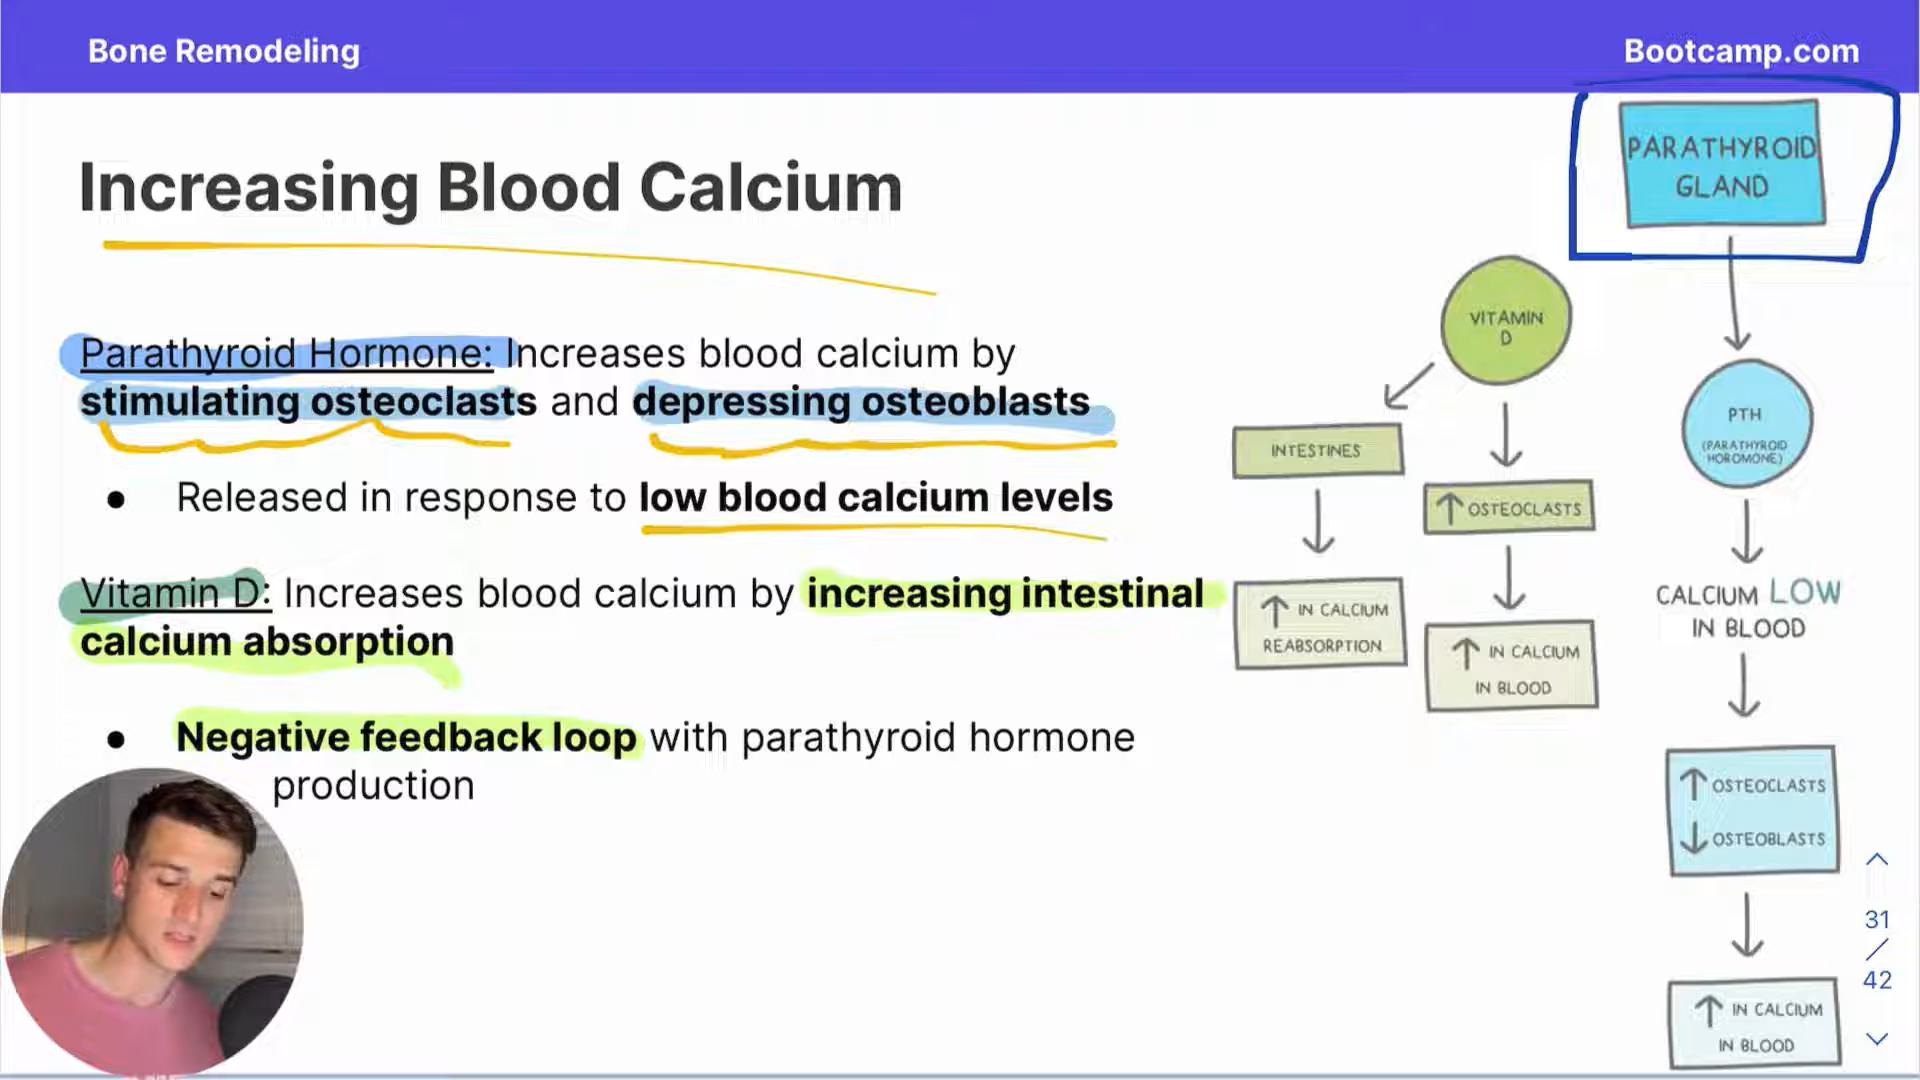 Bone Remodeling
Bootcamp.com
Increasing Blood Calcium
Parathyroid Hormone: Increases blood calcium by
stimulating osteoclasts and depressing osteoblasts
● Released in response to low blood calcium levels
Vitamin D: Increases blood calcium by increasing intestinal
calcium absorption
● Negative feedback loop with parathyroid hormone
production
VITAMIN
D
INTESTINES
↑ IN CALCIUM
REABSORPTION
↑ OSTEOCLASTS
↑ IN CALCIUM
IN BLOOD
PARATHYROID
GLAND
PTH
(PARATHYROID
HOROMONE)
CALCIUM LOW
IN BLOOD
↑ OSTEOCLASTS
↓ OSTEOBLASTS
↑ IN CALCIUM
IN BLOOD
31
/
42